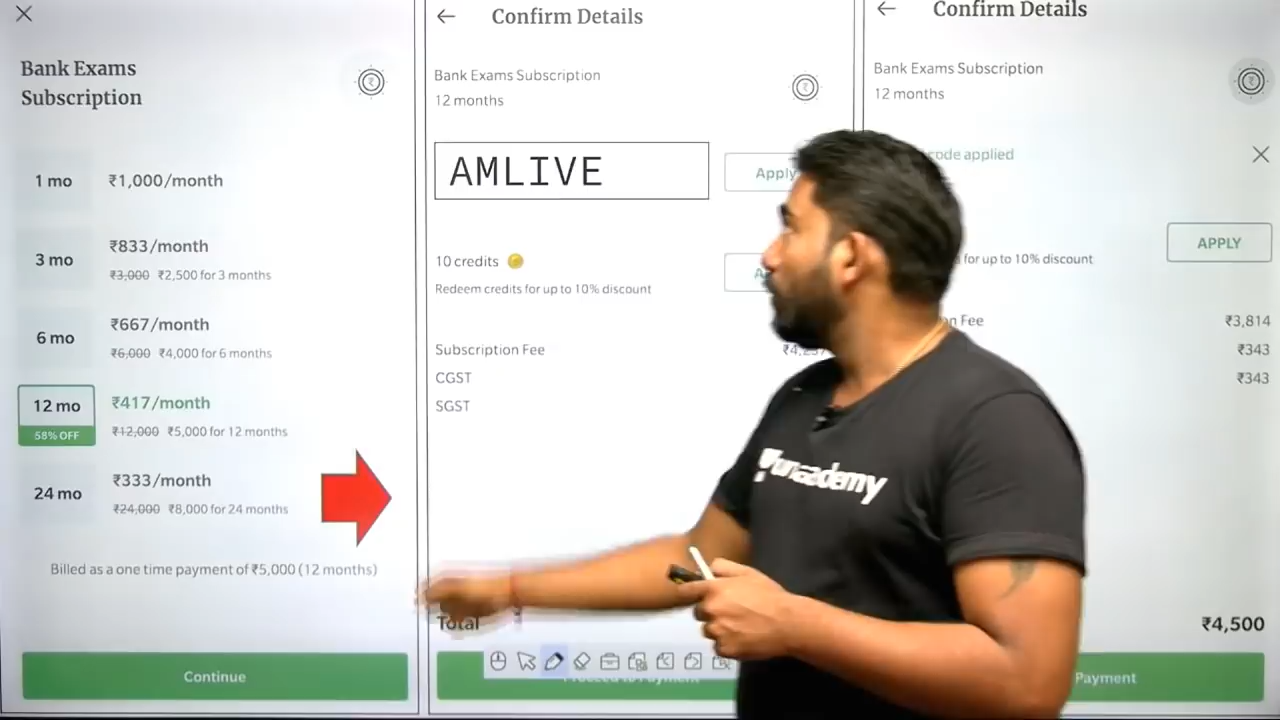 Bank Exams
Subscription
1 mo
₹1,000/month
3 mo
₹833/month
₹3,000 ₹2,500 for 3 months
6 mo
₹667/month
₹6,000 ₹4,000 for 6 months
12 mo
58% OFF
₹417/month
₹12,000 ₹5,000 for 12 months
24 mo
₹333/month
₹24,000 ₹8,000 for 24 months
Billed as a one time payment of ₹5,000 (12 months)
Continue
Confirm Details
Bank Exams Subscription
12 months
AMLIVE
Apply
10 credits
Redeem credits for up to 10% discount
Subscription Fee
CGST
SGST
Total
Proceed to Payment
Confirm Details
Bank Exams Subscription
12 months
code applied
APPLY
for up to 10% discount
Fee
₹3,814
₹343
₹343
₹4,500
Payment
unacademy